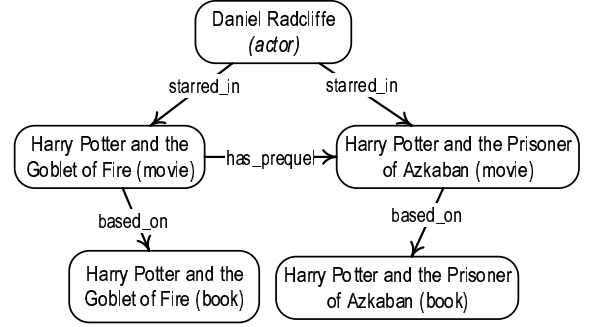 Daniel Radcliffe
(actor)
starred_in
starred_in
Harry Potter and the
Goblet of Fire (movie)
has_prequel
Harry Potter and the Prisoner
of Azkaban (movie)
based_on
based_on
Harry Potter and the
Goblet of Fire (book)
Harry Potter and the Prisoner
of Azkaban (book)